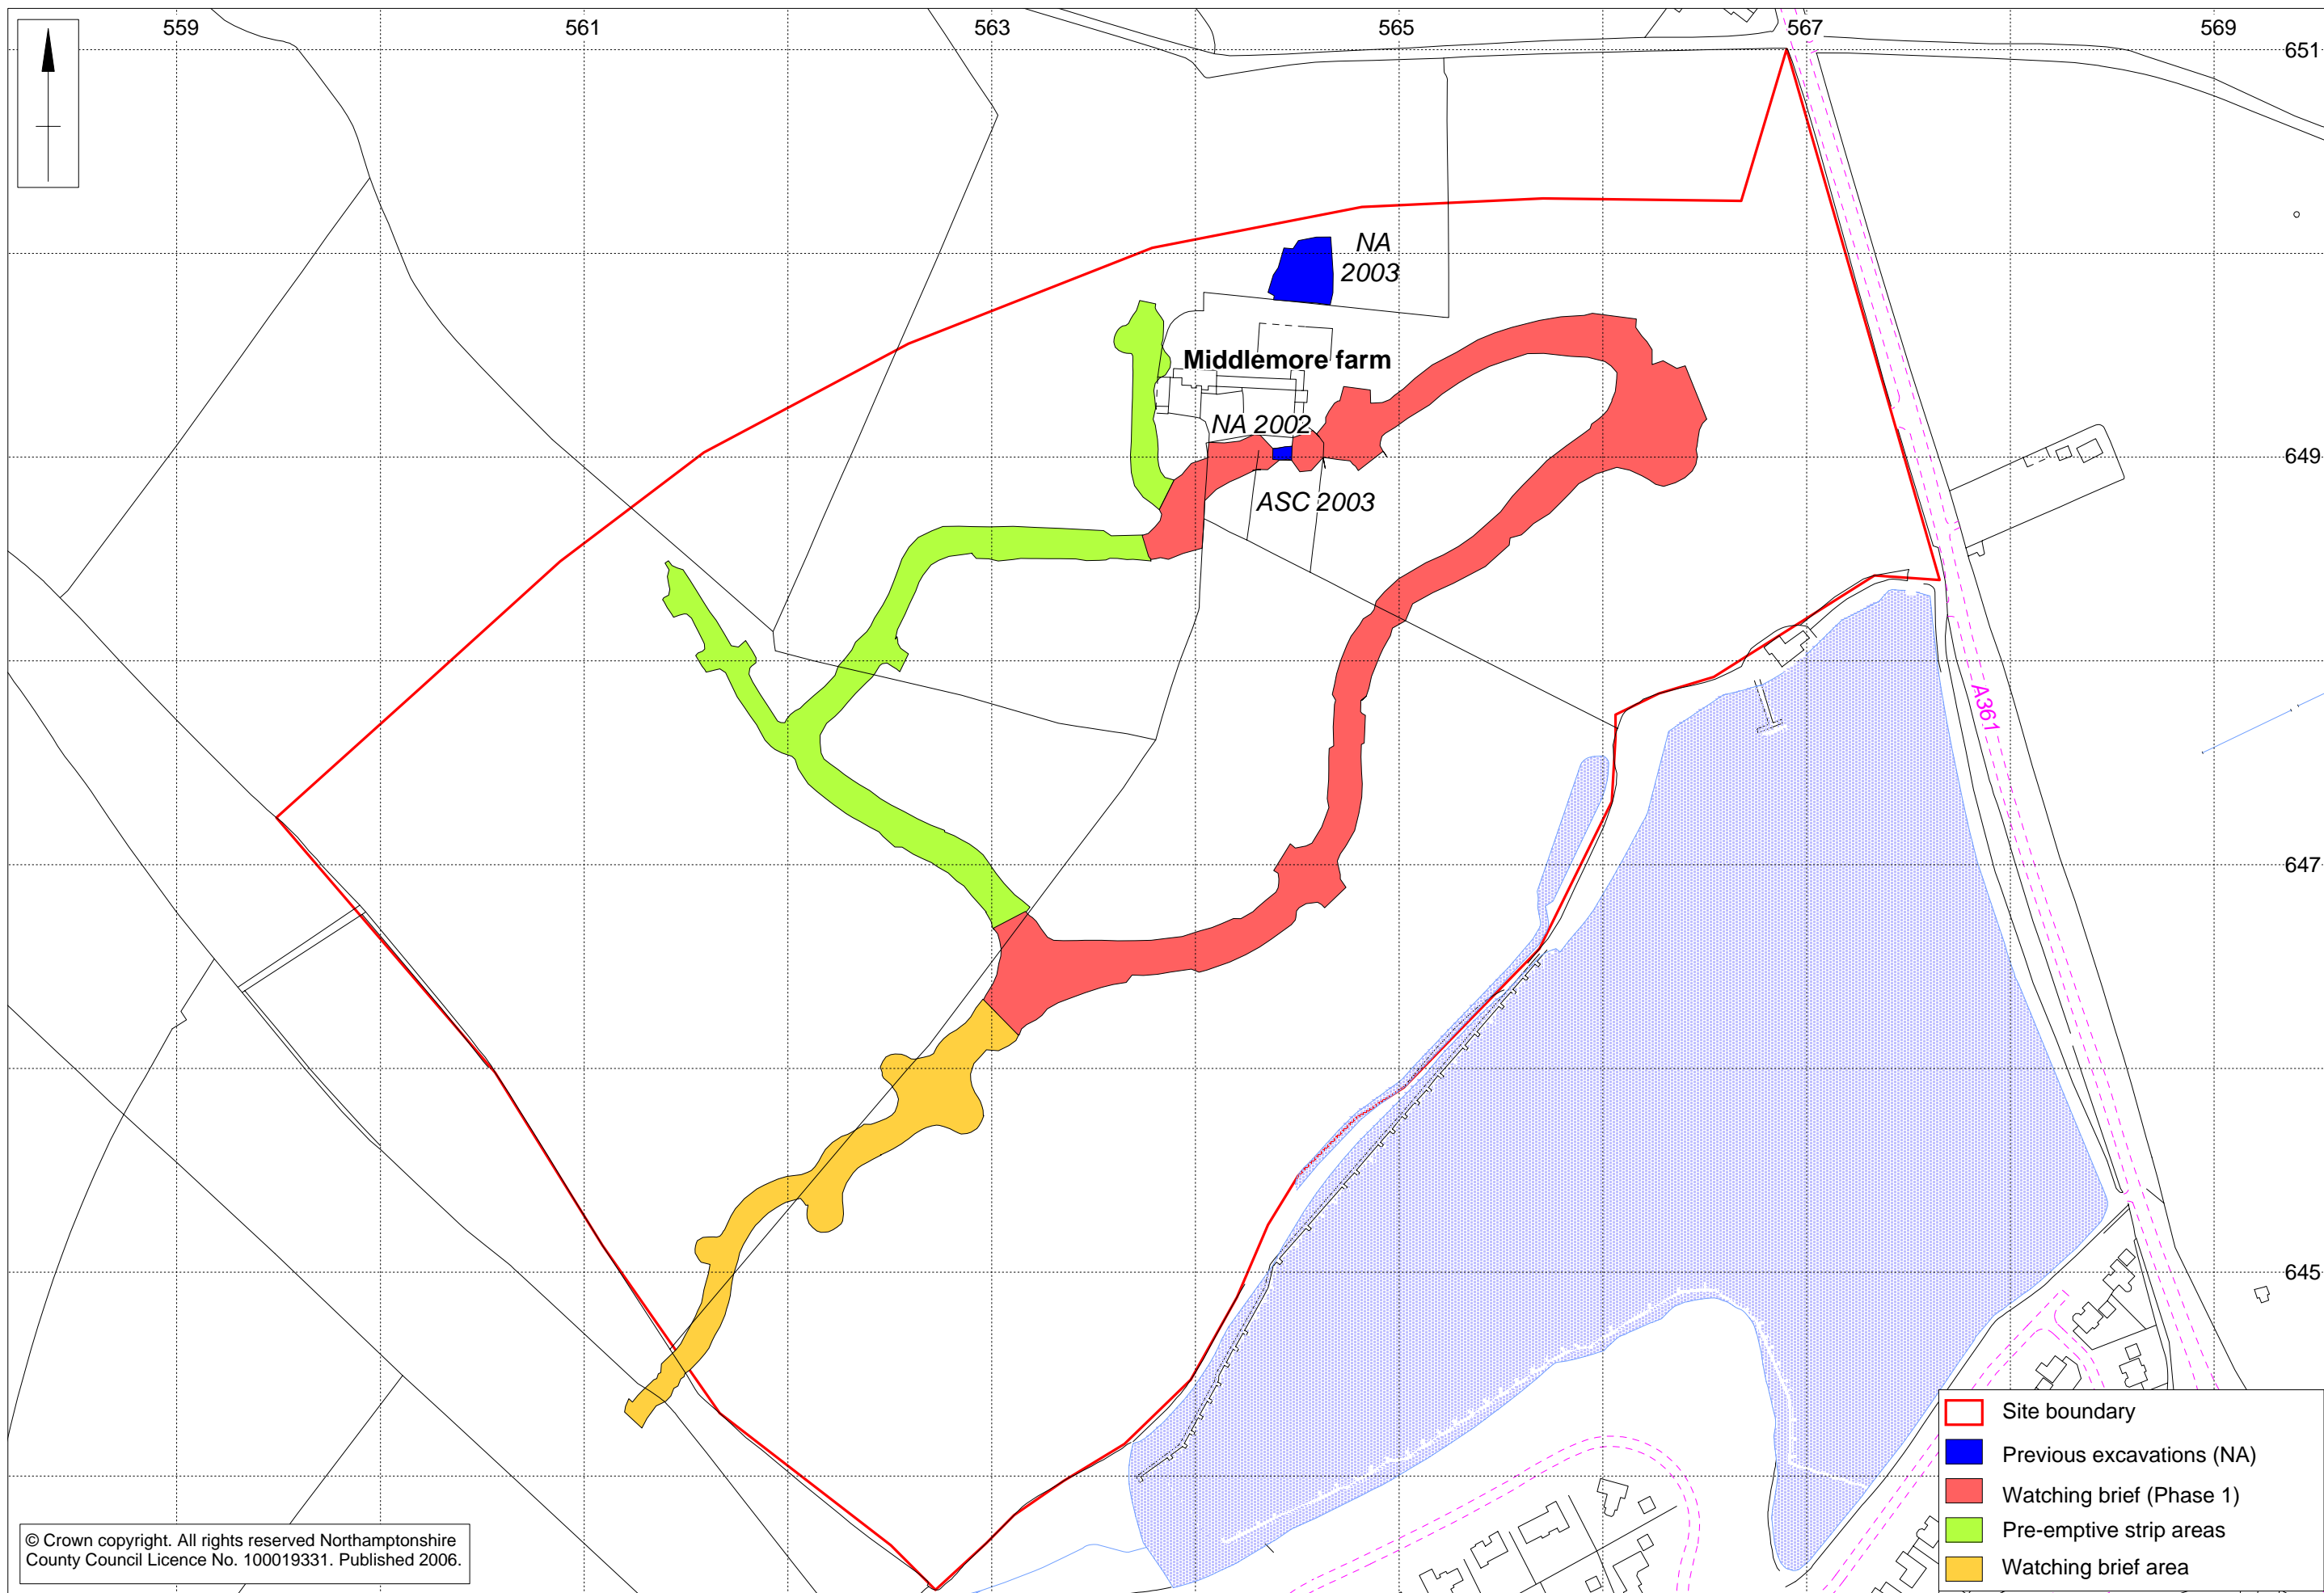 559
561
563
565
567
569
651
NA
2003
Middlemore farm
NA 2002
649
ASC 2003
A361
647
645
Site boundary
Previous excavations (NA)
Watching brief (Phase 1)
Pre-emptive strip areas
Watching brief area
© Crown copyright. All rights reserved Northamptonshire
County Council Licence No. 100019331. Published 2006.